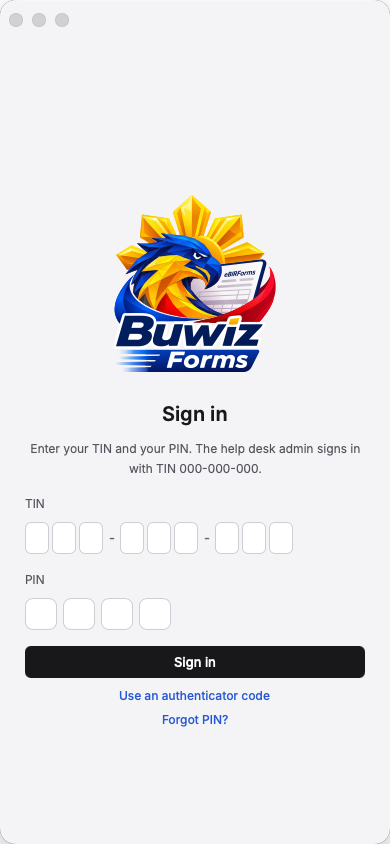 eBIRForms
Buwiz
Forms
Sign in
Enter your TIN and your PIN. The help desk admin signs in
with TIN 000-000-000.
TIN
- -
PIN
Sign in
Use an authenticator code
Forgot PIN?